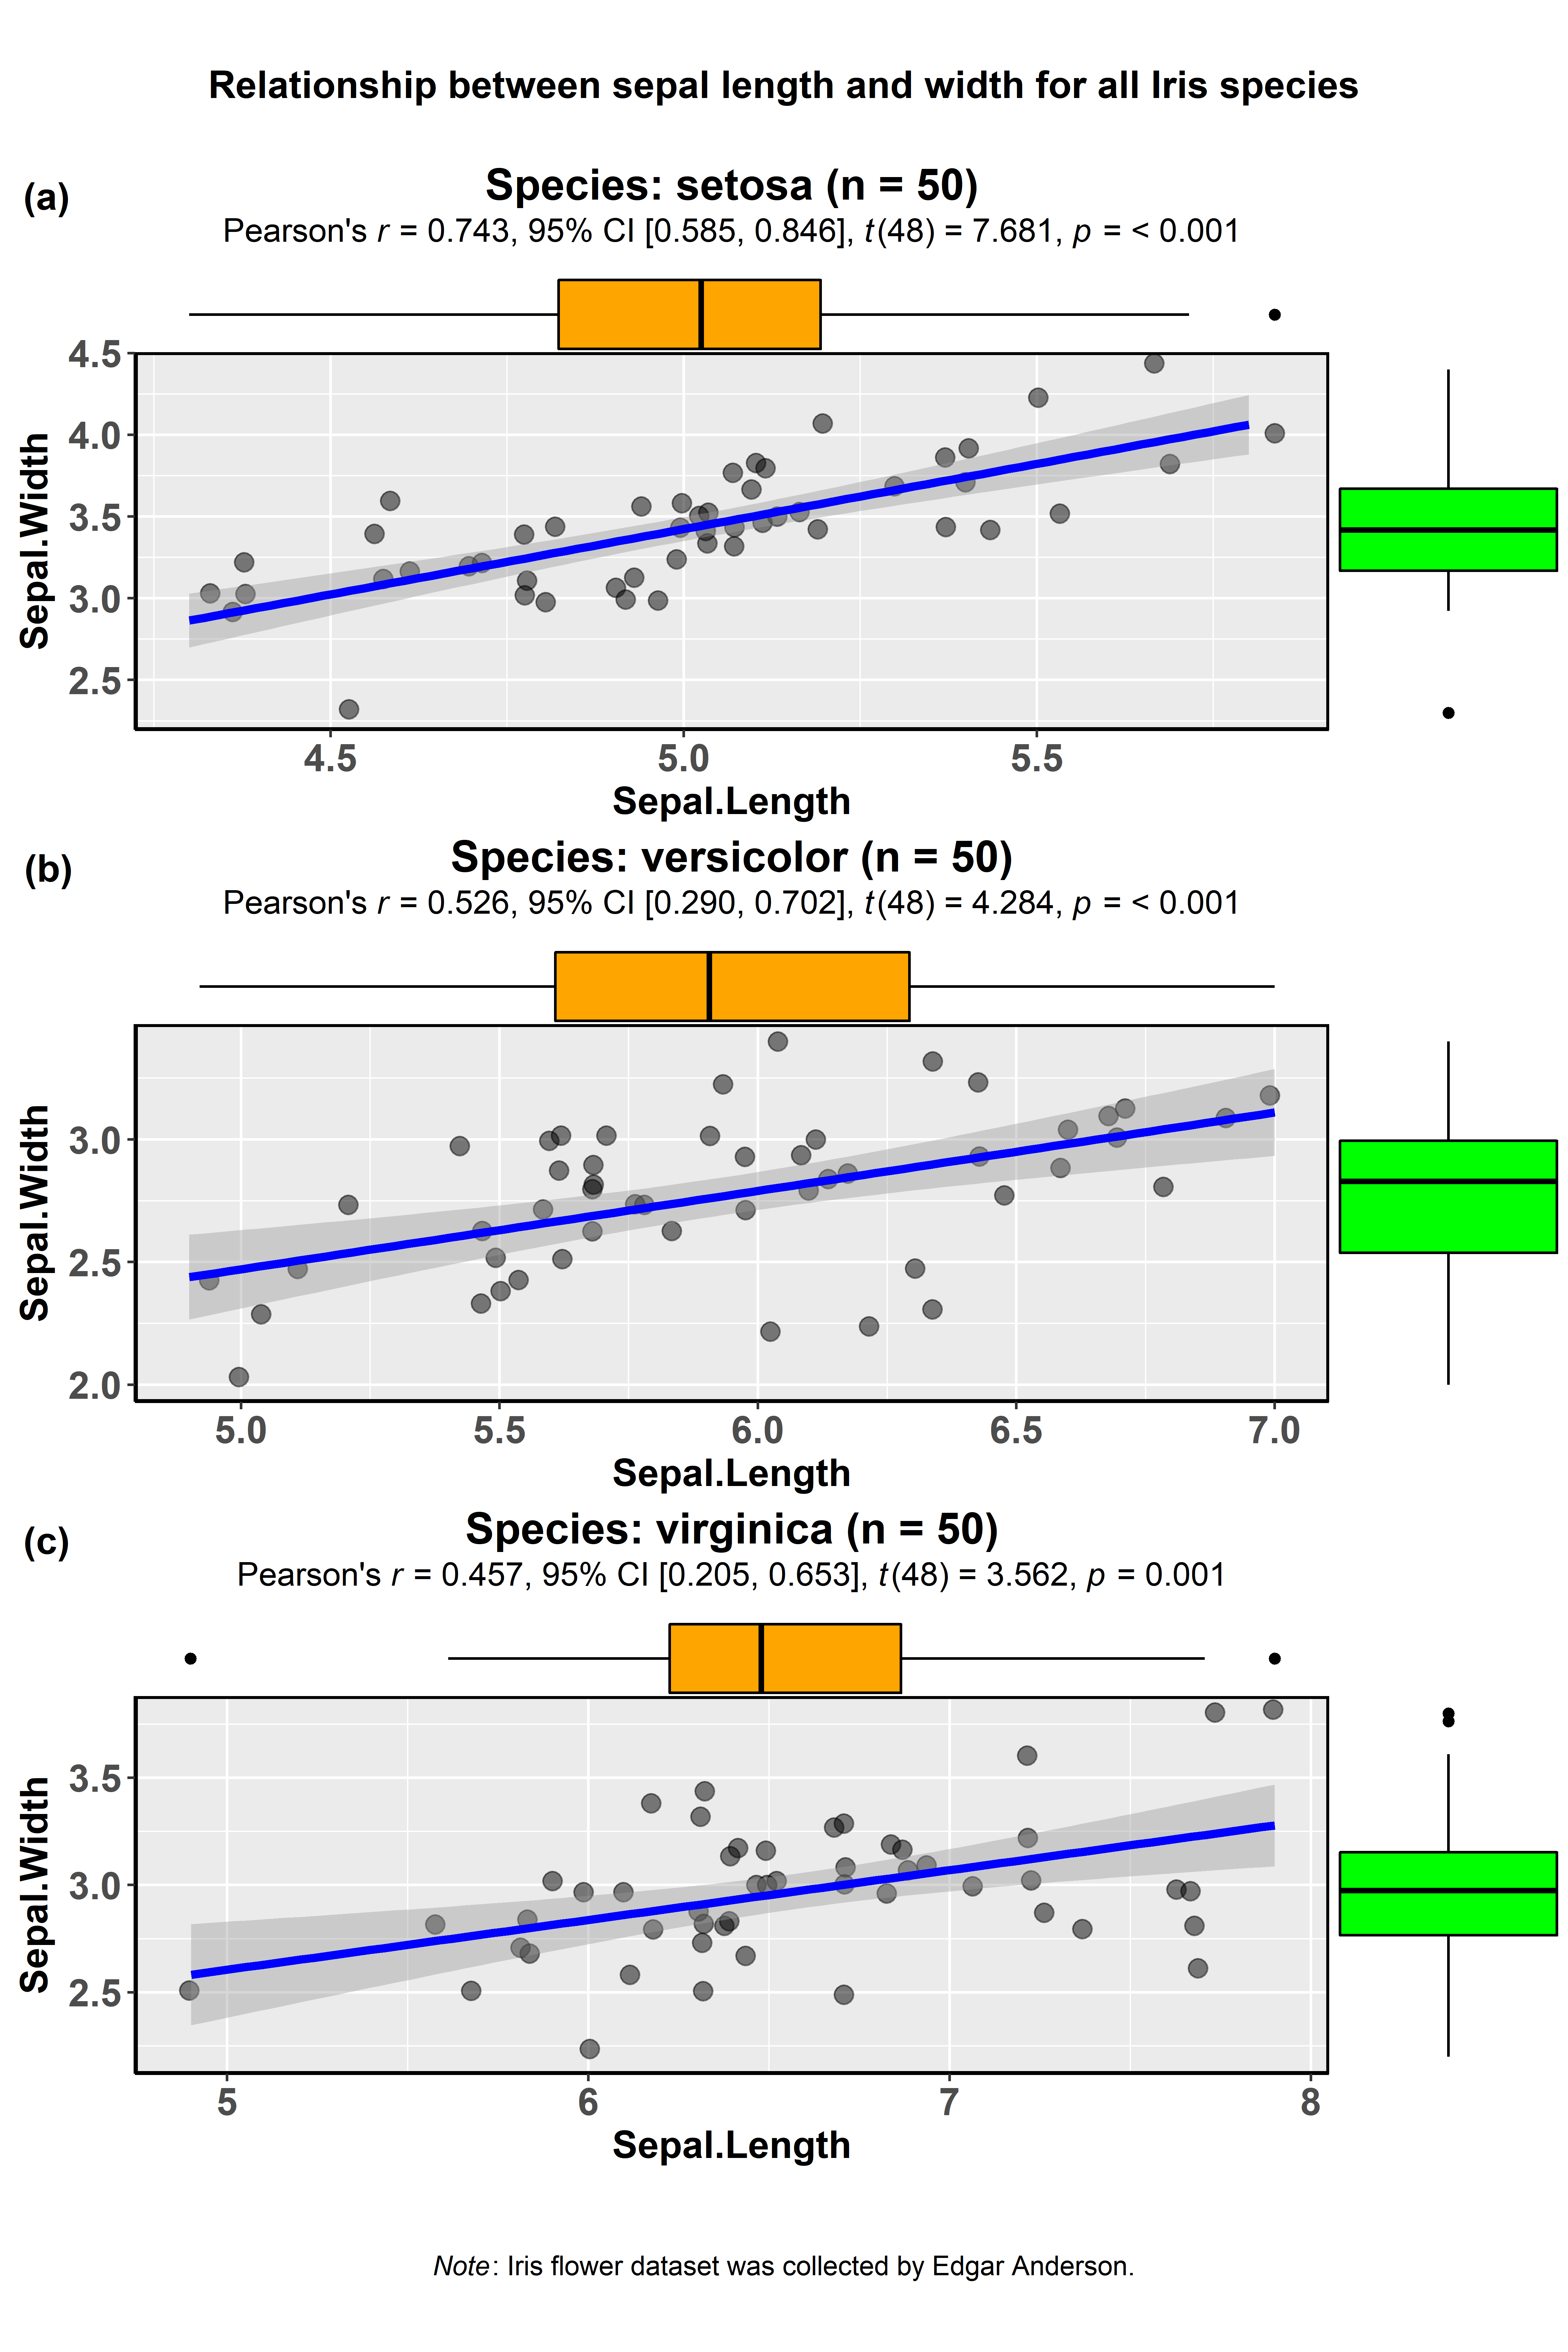 Relationship between sepal length and width for all Iris species
(a)
Species: setosa (n = 50)
Pearson's r = 0.743, 95% CI [0.585, 0.846], t(48) = 7.681, p = < 0.001
4.5
4.0
3.5
3.0
2.5
Sepal.Width
4.5 5.0 5.5
Sepal.Length
(b)
Species: versicolor (n = 50)
Pearson's r = 0.526, 95% CI [0.290, 0.702], t(48) = 4.284, p = < 0.001
3.0
2.5
2.0
Sepal.Width
5.0 5.5 6.0 6.5 7.0
Sepal.Length
(c)
Species: virginica (n = 50)
Pearson's r = 0.457, 95% CI [0.205, 0.653], t(48) = 3.562, p = 0.001
3.5
3.0
2.5
Sepal.Width
5 6 7 8
Sepal.Length
Note: Iris flower dataset was collected by Edgar Anderson.